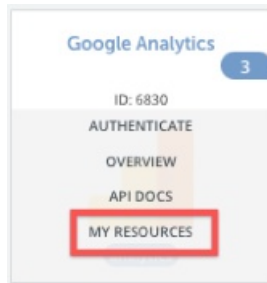 Google Analytics
3
ID: 6830
AUTHENTICATE
OVERVIEW
API DOCS
MY RESOURCES